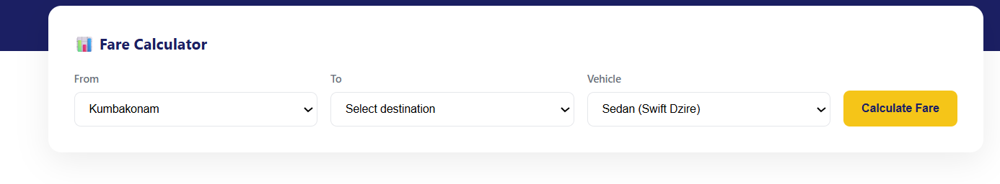 Fare Calculator
From
To
Vehicle
Kumbakonam
Select destination
Sedan (Swift Dzire)
Calculate Fare